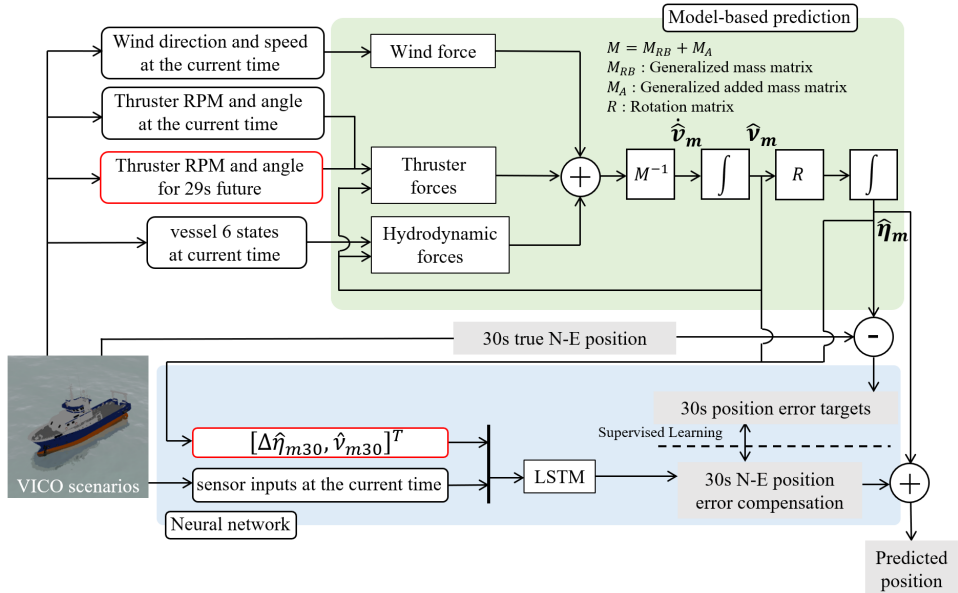 Model-based prediction
Wind direction and speed
at the current time
Wind force
M = M_RB + M_A
M_RB : Generalized mass matrix
M_A : Generalized added mass matrix
R : Rotation matrix
Thruster RPM and angle
at the current time
Thruster RPM and angle
for 29s future
Thruster
forces
+
M⁻¹
v̂̇_m
∫
v̂_m
R
∫
η̂_m
vessel 6 states
at current time
Hydrodynamic
forces
30s true N-E position
-
30s position error targets
Supervised Learning
[Δη̂_m30, v̂_m30]^T
sensor inputs at the current time
LSTM
30s N-E position
error compensation
+
VICO scenarios
Neural network
Predicted
position